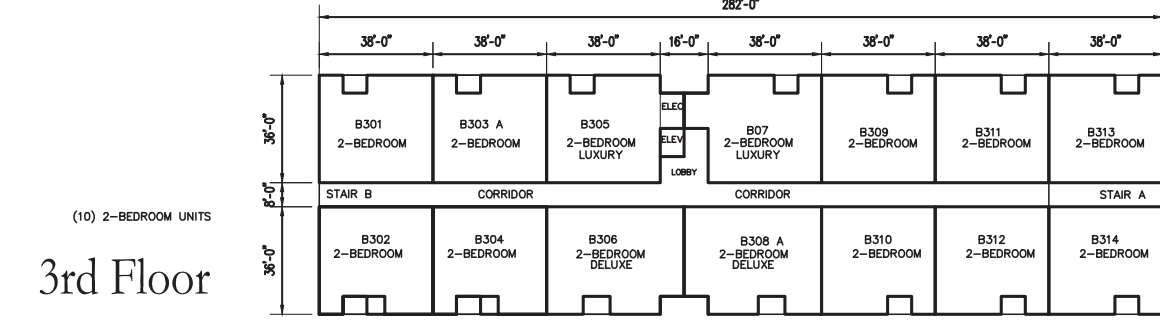 282'-0"
38'-0" 38'-0" 38'-0" 16'-0" 38'-0" 38'-0" 38'-0" 38'-0"
36'-0"
ELEC
B301
2-BEDROOM
B303 A
2-BEDROOM
B305
2-BEDROOM
LUXURY
ELEV
LOBBY
B07
2-BEDROOM
LUXURY
B309
2-BEDROOM
B311
2-BEDROOM
B313
2-BEDROOM
8'-0"
STAIR B CORRIDOR CORRIDOR STAIR A
(10) 2-BEDROOM UNITS
3rd Floor
36'-0"
B302
2-BEDROOM
B304
2-BEDROOM
B306
2-BEDROOM
DELUXE
B308 A
2-BEDROOM
DELUXE
B310
2-BEDROOM
B312
2-BEDROOM
B314
2-BEDROOM